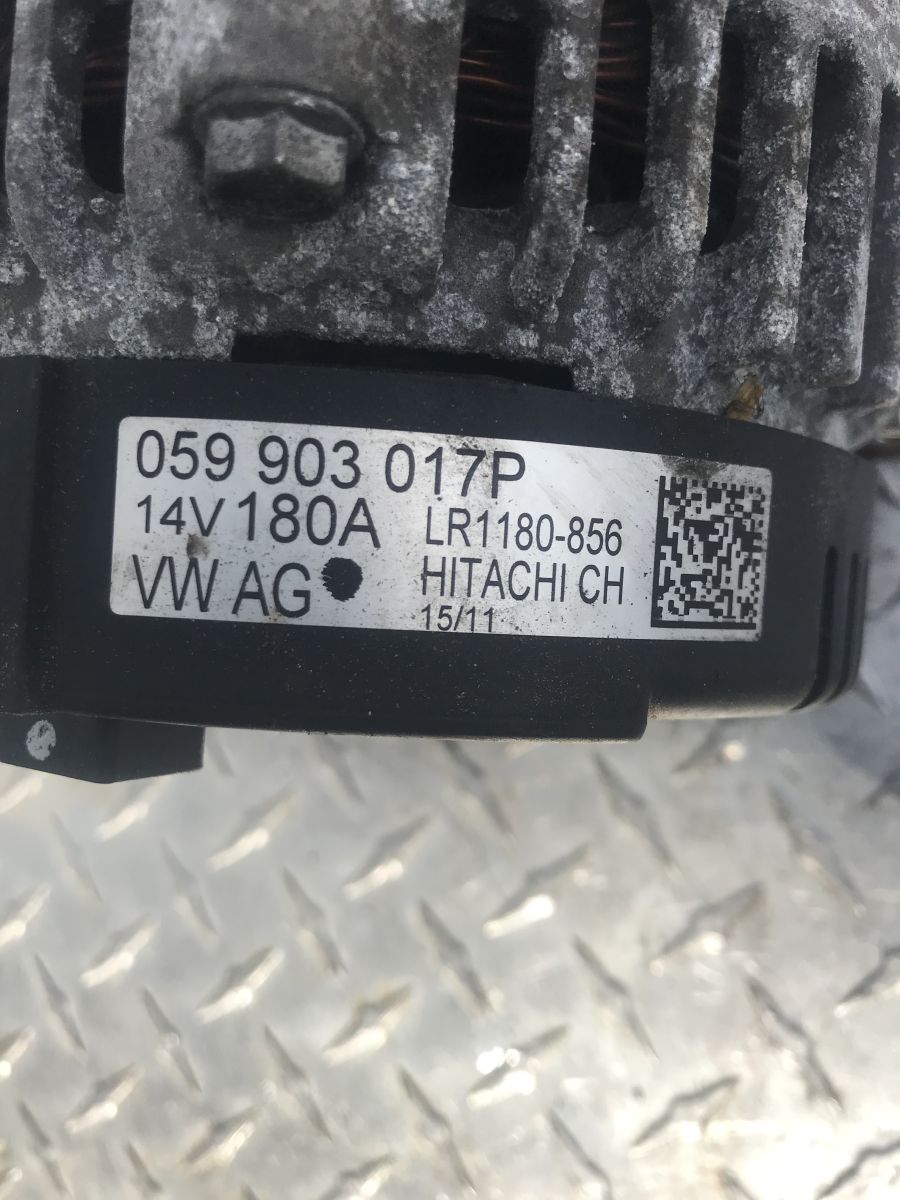 059 903 017P
14V 180A LR1180-856
VW AG HITACHI CH
15/11